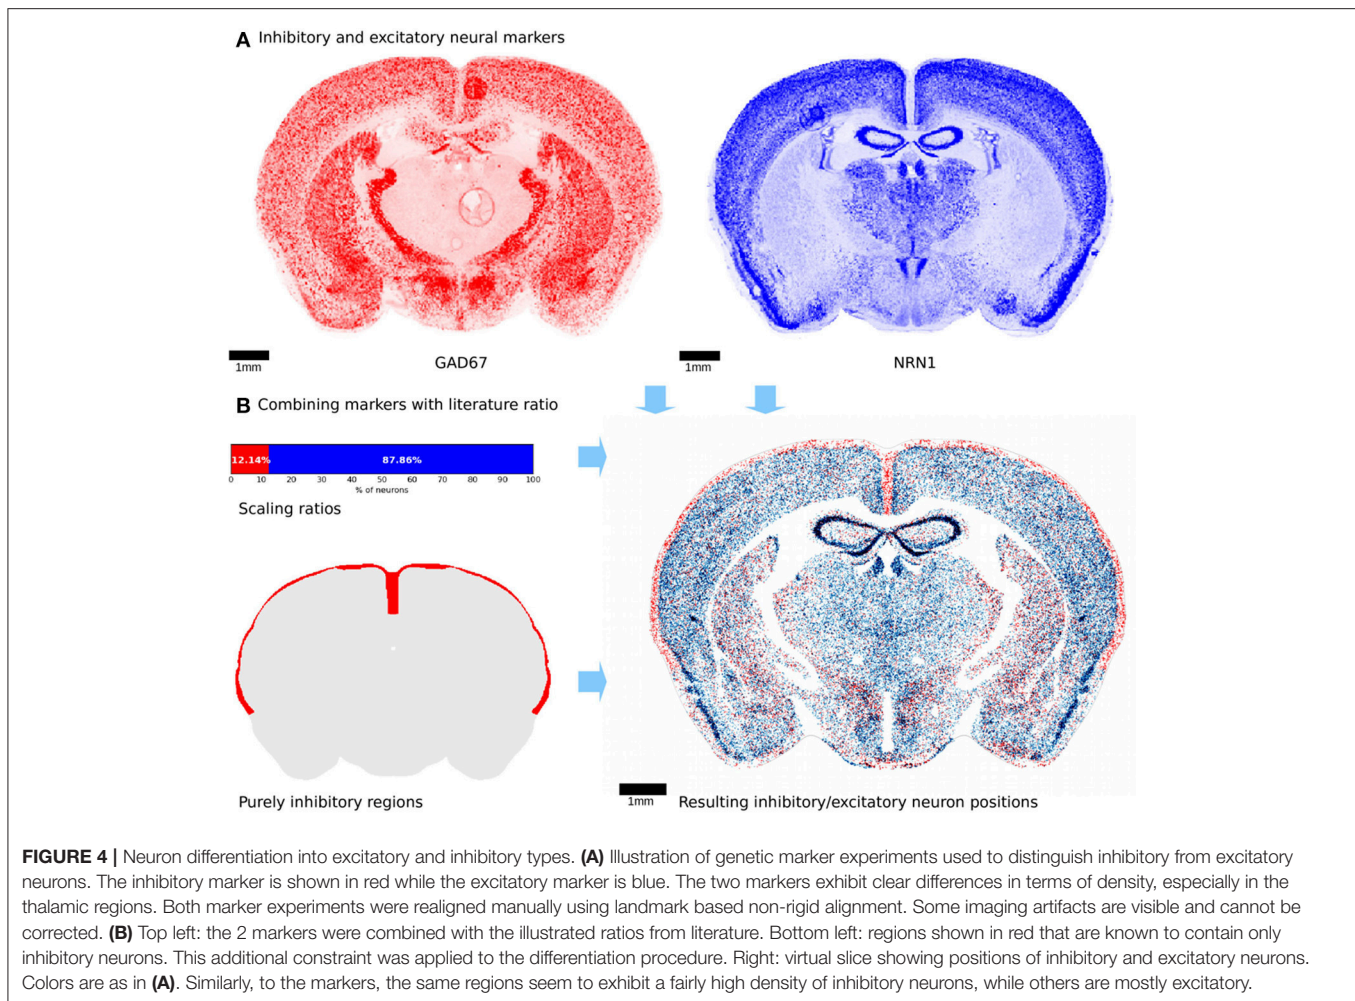 A Inhibitory and excitatory neural markers
1mm
GAD67
1mm
NRN1
B Combining markers with literature ratio
12.14% 87.86%
0 10 20 30 40 50 60 70 80 90 100
% of neurons
Scaling ratios
Purely inhibitory regions
1mm
Resulting inhibitory/excitatory neuron positions
FIGURE 4 | Neuron differentiation into excitatory and inhibitory types. (A) Illustration of genetic marker experiments used to distinguish inhibitory from excitatory
neurons. The inhibitory marker is shown in red while the excitatory marker is blue. The two markers exhibit clear differences in terms of density, especially in the
thalamic regions. Both marker experiments were realigned manually using landmark based non-rigid alignment. Some imaging artifacts are visible and cannot be
corrected. (B) Top left: the 2 markers were combined with the illustrated ratios from literature. Bottom left: regions shown in red that are known to contain only
inhibitory neurons. This additional constraint was applied to the differentiation procedure. Right: virtual slice showing positions of inhibitory and excitatory neurons.
Colors are as in (A). Similarly, to the markers, the same regions seem to exhibit a fairly high density of inhibitory neurons, while others are mostly excitatory.